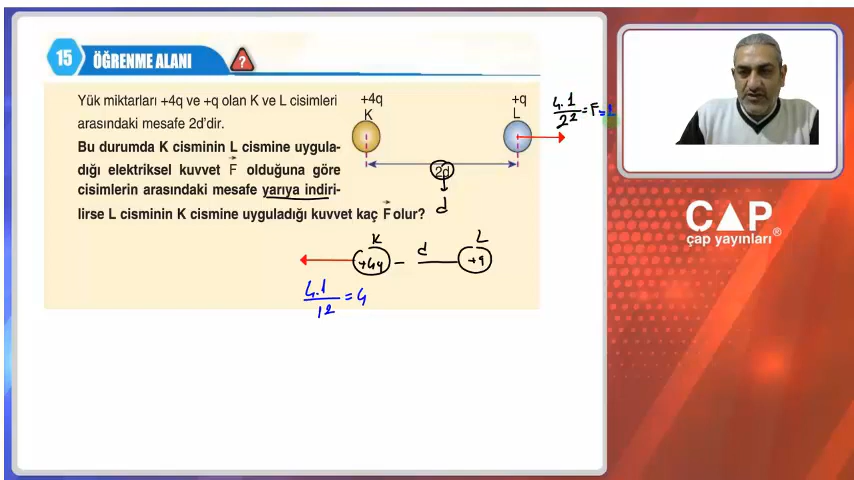 15 ÖĞRENME ALANI ?
Yük miktarları +4q ve +q olan K ve L cisimleri
arasındaki mesafe 2d'dir.
Bu durumda K cisminin L cismine uygula-
dığı elektriksel kuvvet F olduğuna göre
cisimlerin arasındaki mesafe yarıya indiri-
lirse L cisminin K cismine uyguladığı kuvvet kaç F olur?
+4q
K
+q
L
2d
d
4.1/2² = F = 1
K
L
+4q
d
+q
4.1/1² = 4
ÇAP
çap yayınları